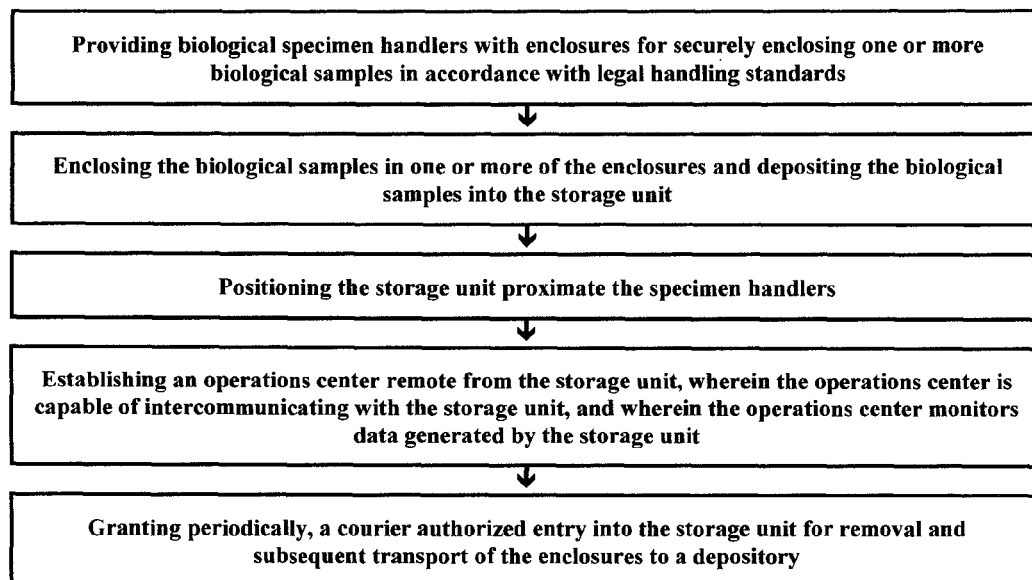 Providing biological specimen handlers with enclosures for securely enclosing one or more
biological samples in accordance with legal handling standards
Enclosing the biological samples in one or more of the enclosures and depositing the biological
samples into the storage unit
Positioning the storage unit proximate the specimen handlers
Establishing an operations center remote from the storage unit, wherein the operations center is
capable of intercommunicating with the storage unit, and wherein the operations center monitors
data generated by the storage unit
Granting periodically, a courier authorized entry into the storage unit for removal and
subsequent transport of the enclosures to a depository